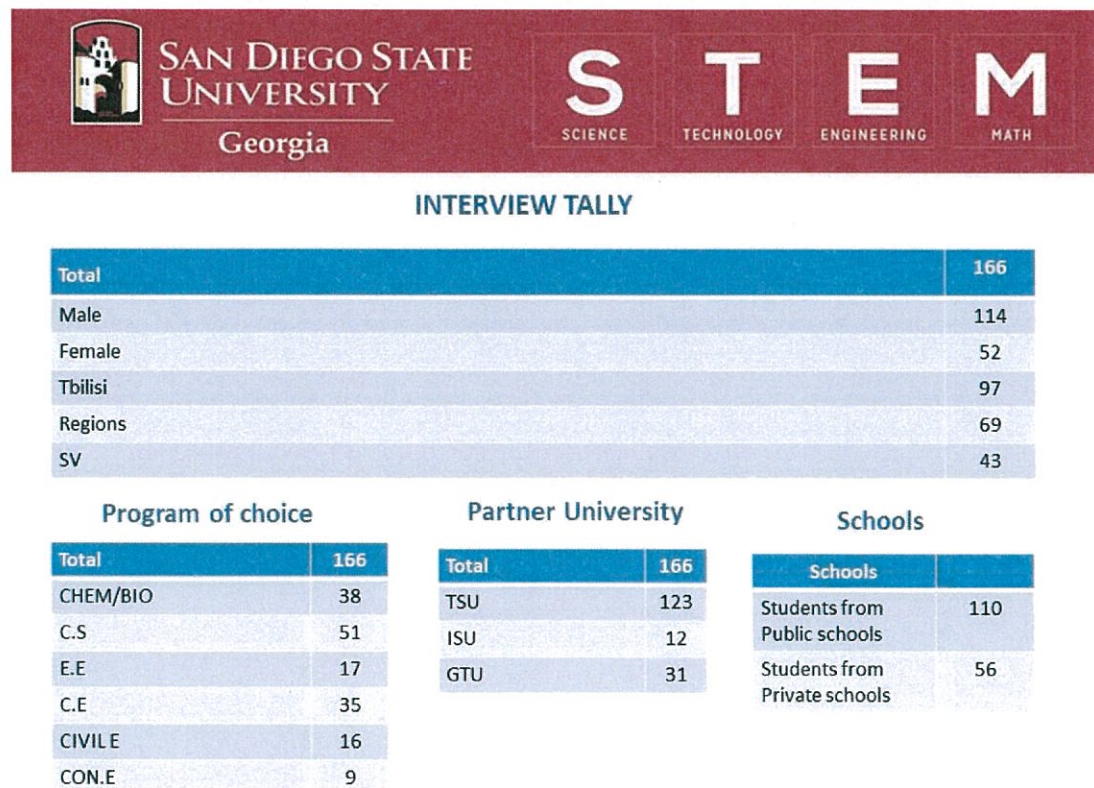 SAN DIEGO STATE
UNIVERSITY
Georgia
S T E M
SCIENCE TECHNOLOGY ENGINEERING MATH
INTERVIEW TALLY
Total 166
Male 114
Female 52
Tbilisi 97
Regions 69
SV 43
Program of choice
Total 166
CHEM/BIO 38
C.S 51
E.E 17
C.E 35
CIVIL E 16
CON.E 9
Partner University
Total 166
TSU 123
ISU 12
GTU 31
Schools
Schools
Students from 110
Public schools
Students from 56
Private schools